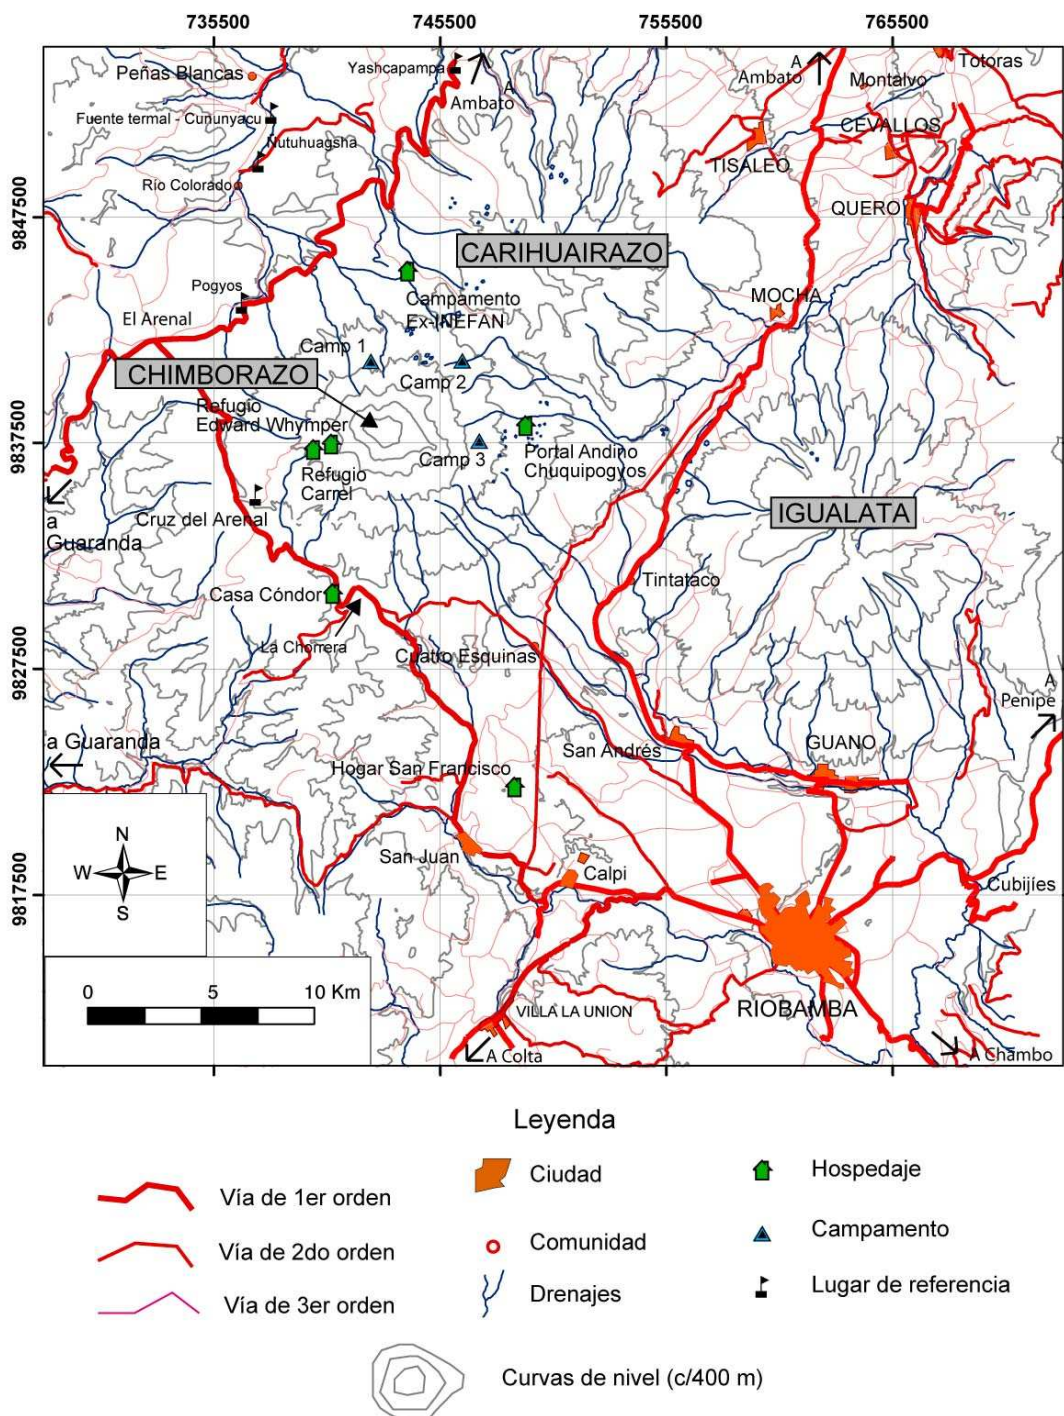 735500
745500
755500
765500
9847500
9837500
9827500
9817500
Peñas Blancas
Yashcapampa
A
Ambato
A
Ambato
Totoras
Montalvo
Fuente termal - Cununyacu
CEVALLOS
Ñutuhuagsha
TISALEO
Río Colorado
QUERO
CARIHUAIRAZO
Pogyos
Campamento
Ex-INEFAN
MOCHA
El Arenal
Camp 1
CHIMBORAZO
Camp 2
Refugio
Edward Whymper
Camp 3
Portal Andino
Chuquipogyos
Refugio
Carrel
Cruz del Arenal
IGUALATA
a
Guaranda
Tintataco
Casa Cóndor
La Chorrera
Cuatro Esquinas
A
Penipe
a Guaranda
San Andrés
GUANO
Hogar San Francisco
N
W
E
S
San Juan
Calpi
Cubijíes
0
5
10 Km
VILLA LA UNION
RIOBAMBA
A Colta
A Chambo
Leyenda
Vía de 1er orden
Vía de 2do orden
Vía de 3er orden
Ciudad
Comunidad
Drenajes
Hospedaje
Campamento
Lugar de referencia
Curvas de nivel (c/400 m)